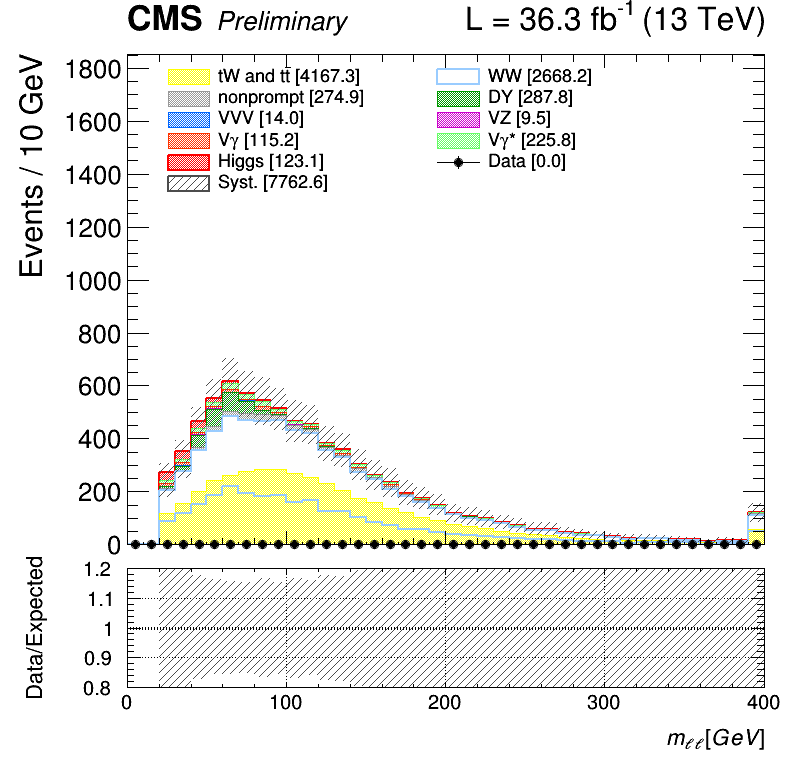 CMS Preliminary L = 36.3 fb⁻¹ (13 TeV)
Events / 10 GeV
1800
1600
1400
1200
1000
800
600
400
200
0
tW and tt̄ [4167.3]
nonprompt [274.9]
VVV [14.0]
Vγ [115.2]
Higgs [123.1]
Syst. [7762.6]
WW [2668.2]
DY [287.8]
VZ [9.5]
Vγ* [225.8]
Data [0.0]
Data/Expected
1.2
1.1
1
0.9
0.8
0 100 200 300 400
mℓℓ[GeV]